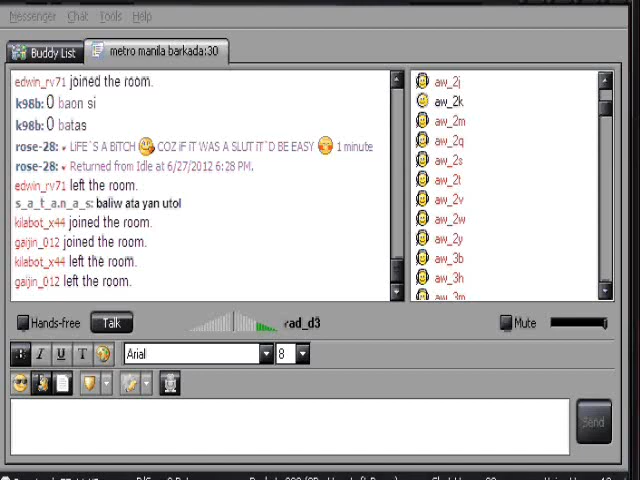 Messenger Chat Tools Help
Buddy List metro manila barkada:30
edwin_rv71 joined the room.
k98b: O baon si
k98b: O batas
rose-28: LIFE`S A BITCH COZ iF IT WAS A SLUT IT`D BE EASY 1 minute
rose-28: Returned from Idle at 6/27/2012 6:28 PM.
edwin_rv71 left the room.
s_a_t_a.n_a_s: baliw ata yan utol
kilabot_x44 joined the room.
gaijin_012 joined the room.
kilabot_x44 left the room.
gaijin_012 left the room.
aw_2j
aw_2k
aw_2m
aw_2q
aw_2s
aw_2t
aw_2v
aw_2w
aw_2y
aw_3b
aw_3h
aw_3m
Hands-free Talk rad_d3 Mute
B I U T Arial 8
Send